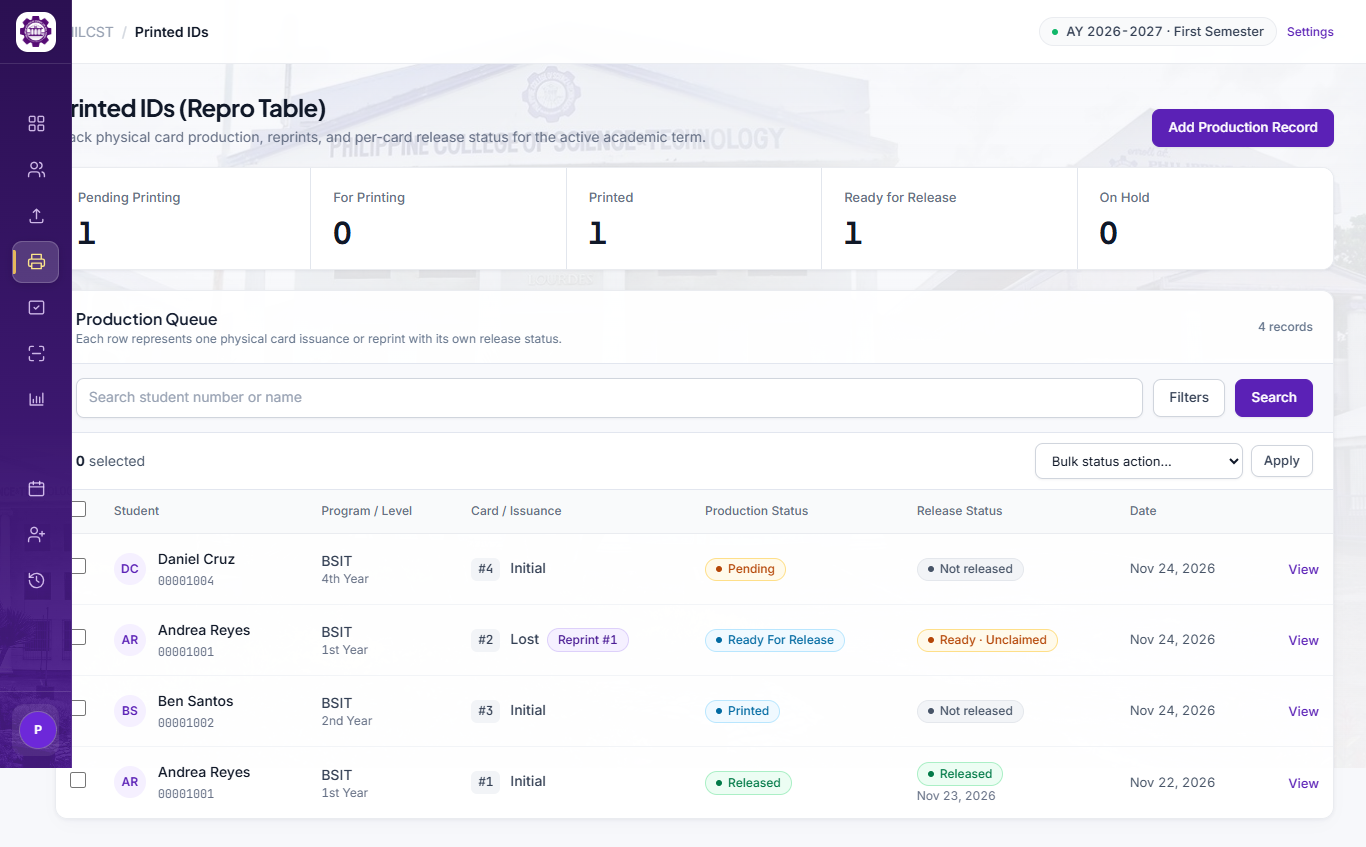 ILCST / Printed IDs
AY 2026-2027 · First Semester
Settings
rinted IDs (Repro Table)
ack physical card production, reprints, and per-card release status for the active academic term.
PHILIPPINE COLLEGE OF SCIENCE TECHNOLOGY
Add Production Record
Pending Printing
1
For Printing
0
Printed
1
Ready for Release
1
On Hold
0
Production Queue
Each row represents one physical card issuance or reprint with its own release status.
4 records
Search student number or name
Filters
Search
0 selected
Bulk status action...
Apply
Student Program / Level Card / Issuance Production Status Release Status Date
DC Daniel Cruz BSIT #4 Initial Pending Not released Nov 24, 2026 View
00001004 4th Year
AR Andrea Reyes BSIT #2 Lost Reprint #1 Ready For Release Ready · Unclaimed Nov 24, 2026 View
00001001 1st Year
BS Ben Santos BSIT #3 Initial Printed Not released Nov 24, 2026 View
00001002 2nd Year
P
AR Andrea Reyes BSIT #1 Initial Released Released Nov 22, 2026 View
00001001 1st Year Nov 23, 2026